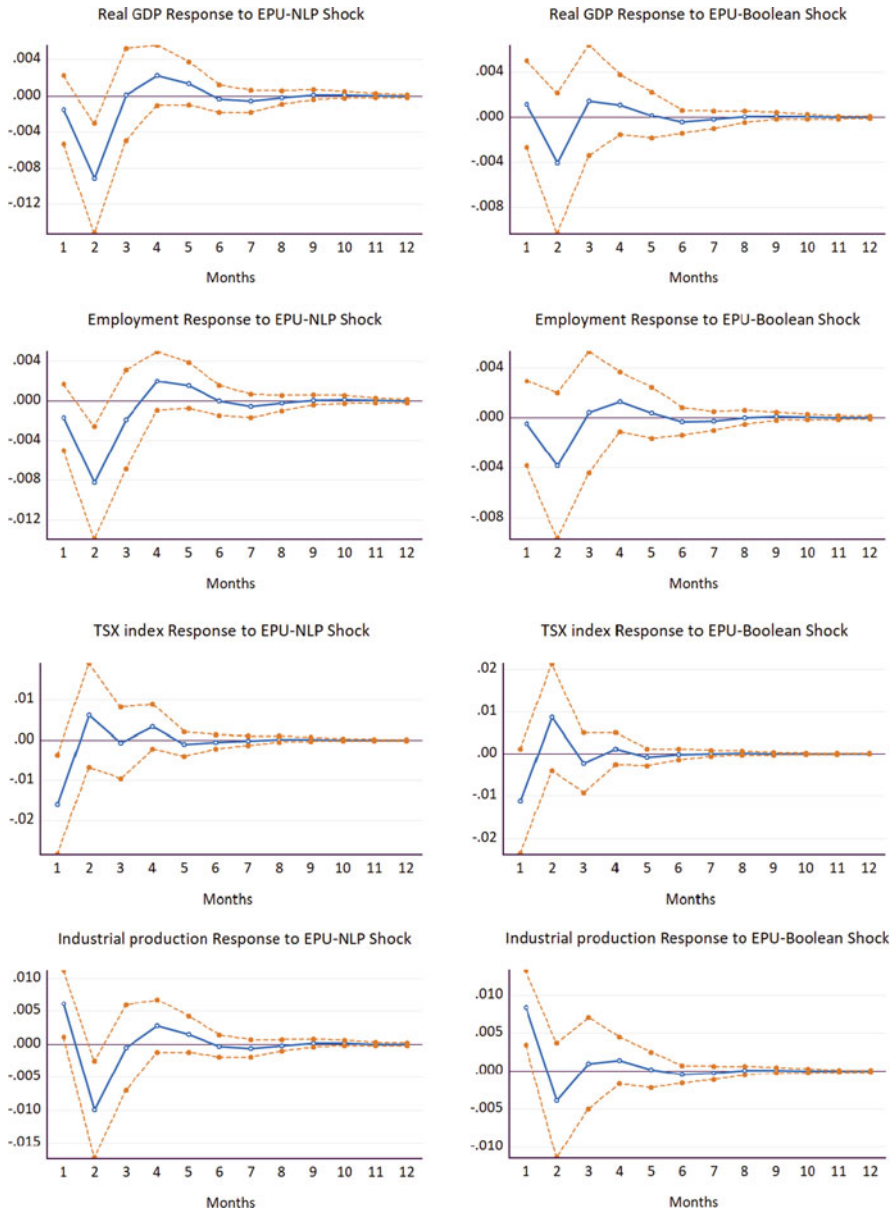 Real GDP Response to EPU-NLP Shock
.004
.000
-.004
-.008
-.012
1 2 3 4 5 6 7 8 9 10 11 12
Months
Real GDP Response to EPU-Boolean Shock
.004
.000
-.004
-.008
1 2 3 4 5 6 7 8 9 10 11 12
Months
Employment Response to EPU-NLP Shock
.004
.000
-.004
-.008
-.012
1 2 3 4 5 6 7 8 9 10 11 12
Months
Employment Response to EPU-Boolean Shock
.004
.000
-.004
-.008
1 2 3 4 5 6 7 8 9 10 11 12
Months
TSX index Response to EPU-NLP Shock
.01
.00
-.01
-.02
1 2 3 4 5 6 7 8 9 10 11 12
Months
TSX index Response to EPU-Boolean Shock
.02
.01
.00
-.01
-.02
1 2 3 4 5 6 7 8 9 10 11 12
Months
Industrial production Response to EPU-NLP Shock
.010
.005
.000
-.005
-.010
-.015
1 2 3 4 5 6 7 8 9 10 11 12
Months
Industrial production Response to EPU-Boolean Shock
.010
.005
.000
-.005
-.010
1 2 3 4 5 6 7 8 9 10 11 12
Months